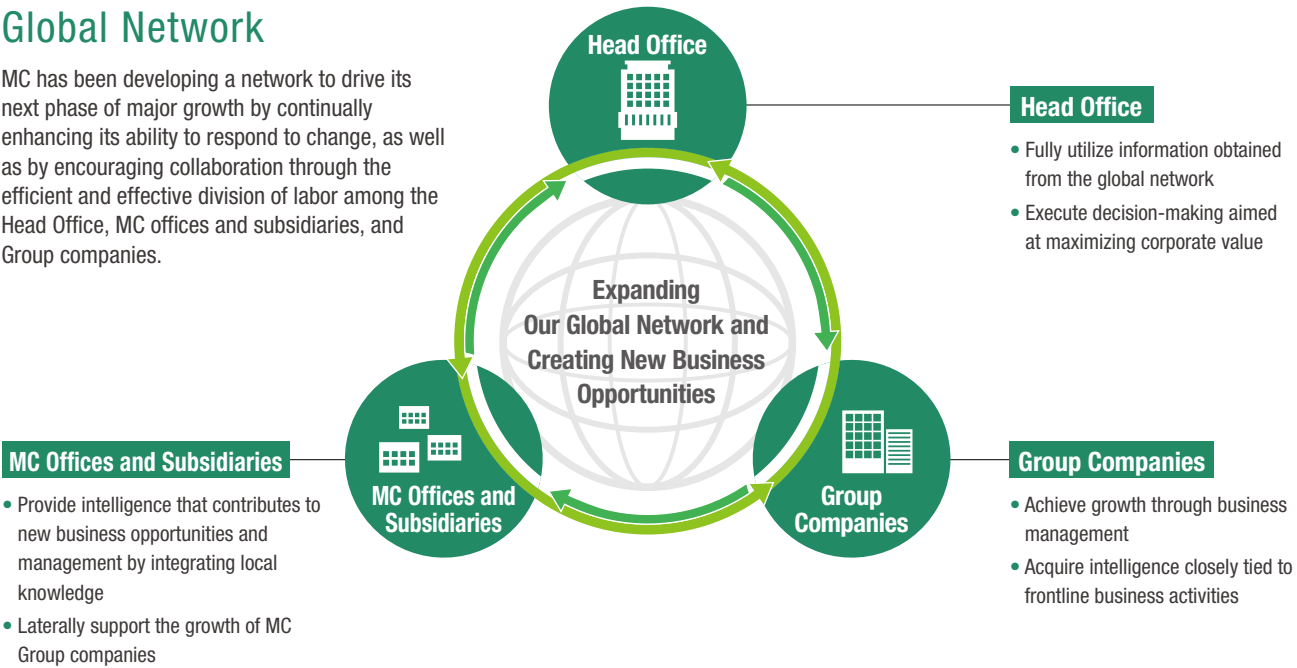 Global Network
MC has been developing a network to drive its
next phase of major growth by continually
enhancing its ability to respond to change, as well
as by encouraging collaboration through the
efficient and effective division of labor among the
Head Office, MC offices and subsidiaries, and
Group companies.
Head Office
Head Office
• Fully utilize information obtained
from the global network
• Execute decision-making aimed
at maximizing corporate value
Expanding
Our Global Network and
Creating New Business
Opportunities
MC Offices and Subsidiaries
• Provide intelligence that contributes to
new business opportunities and
management by integrating local
knowledge
• Laterally support the growth of MC
Group companies
MC Offices and
Subsidiaries
Group
Companies
Group Companies
• Achieve growth through business
management
• Acquire intelligence closely tied to
frontline business activities